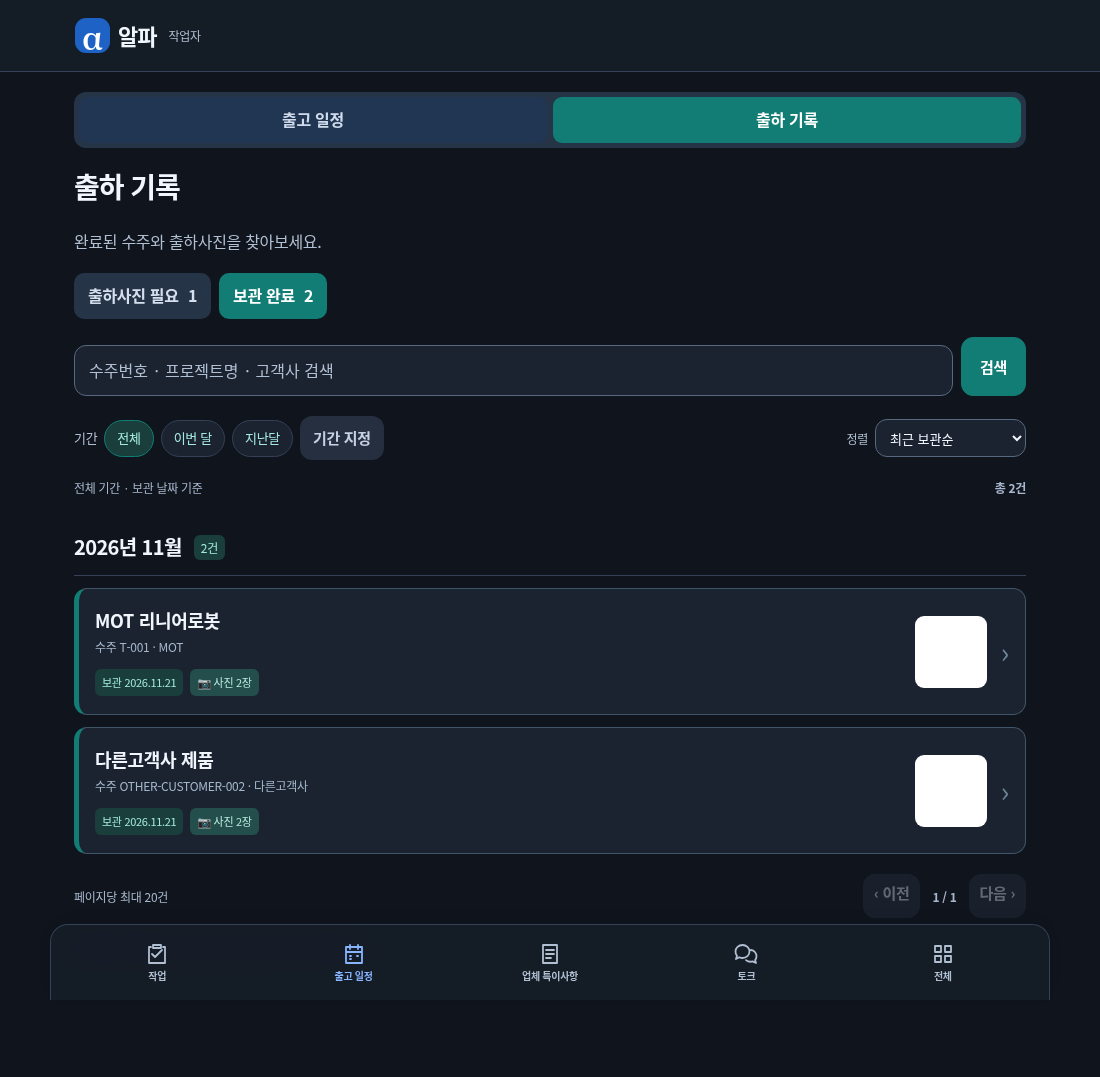 α 알파 작업자
출고 일정 출하 기록
출하 기록
완료된 수주와 출하사진을 찾아보세요.
출하사진 필요 1 보관 완료 2
수주번호 · 프로젝트명 · 고객사 검색 검색
기간 전체 이번 달 지난달 기간 지정 정렬 최근 보관순
전체 기간 · 보관 날짜 기준 총 2건
2026년 11월 2건
MOT 리니어로봇
수주 T-001 · MOT
보관 2026.11.21 📷 사진 2장
다른고객사 제품
수주 OTHER-CUSTOMER-002 · 다른고객사
보관 2026.11.21 📷 사진 2장
페이지당 최대 20건 ‹ 이전 1 / 1 다음 ›
작업 출고 일정 업체 특이사항 토크 전체